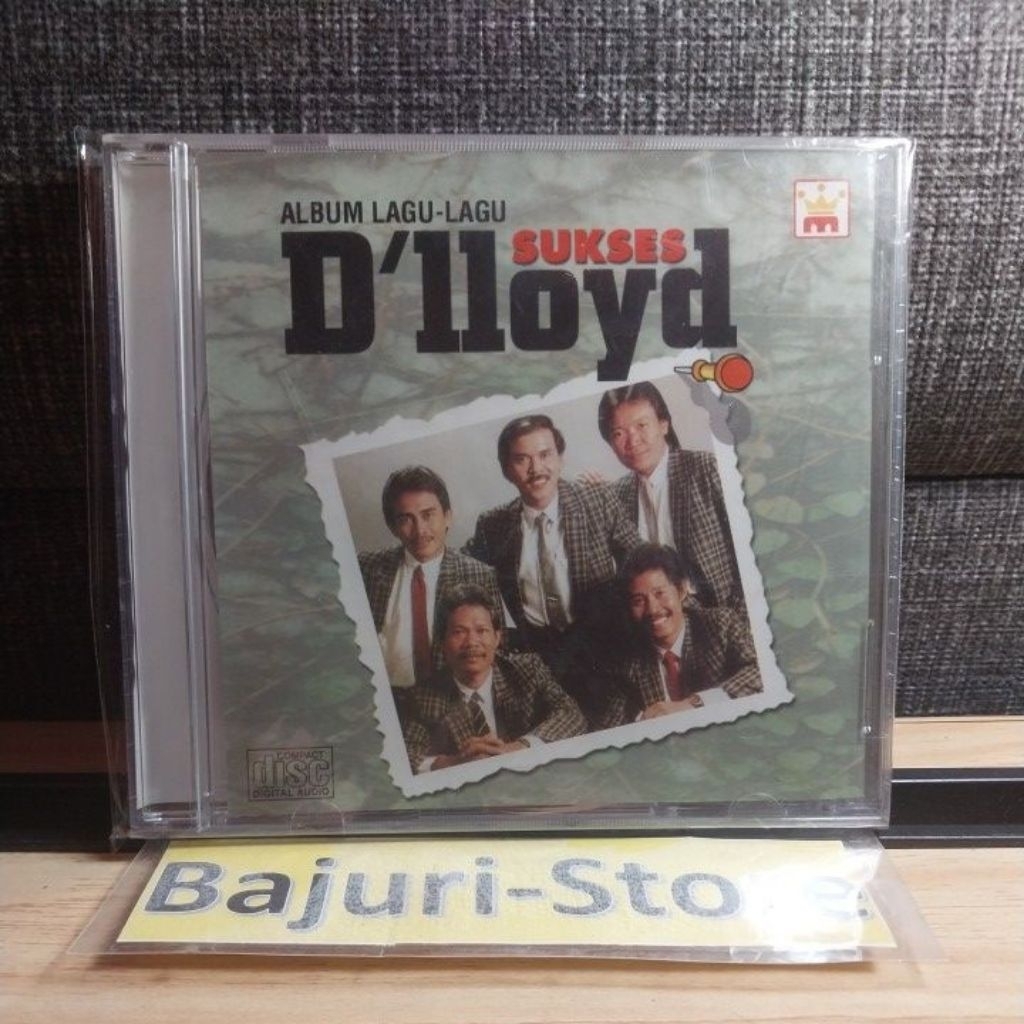 ALBUM LAGU-LAGU
SUKSES
D'lloyd
m
COMPACT
disc
DIGITAL AUDIO
Bajuri-Store